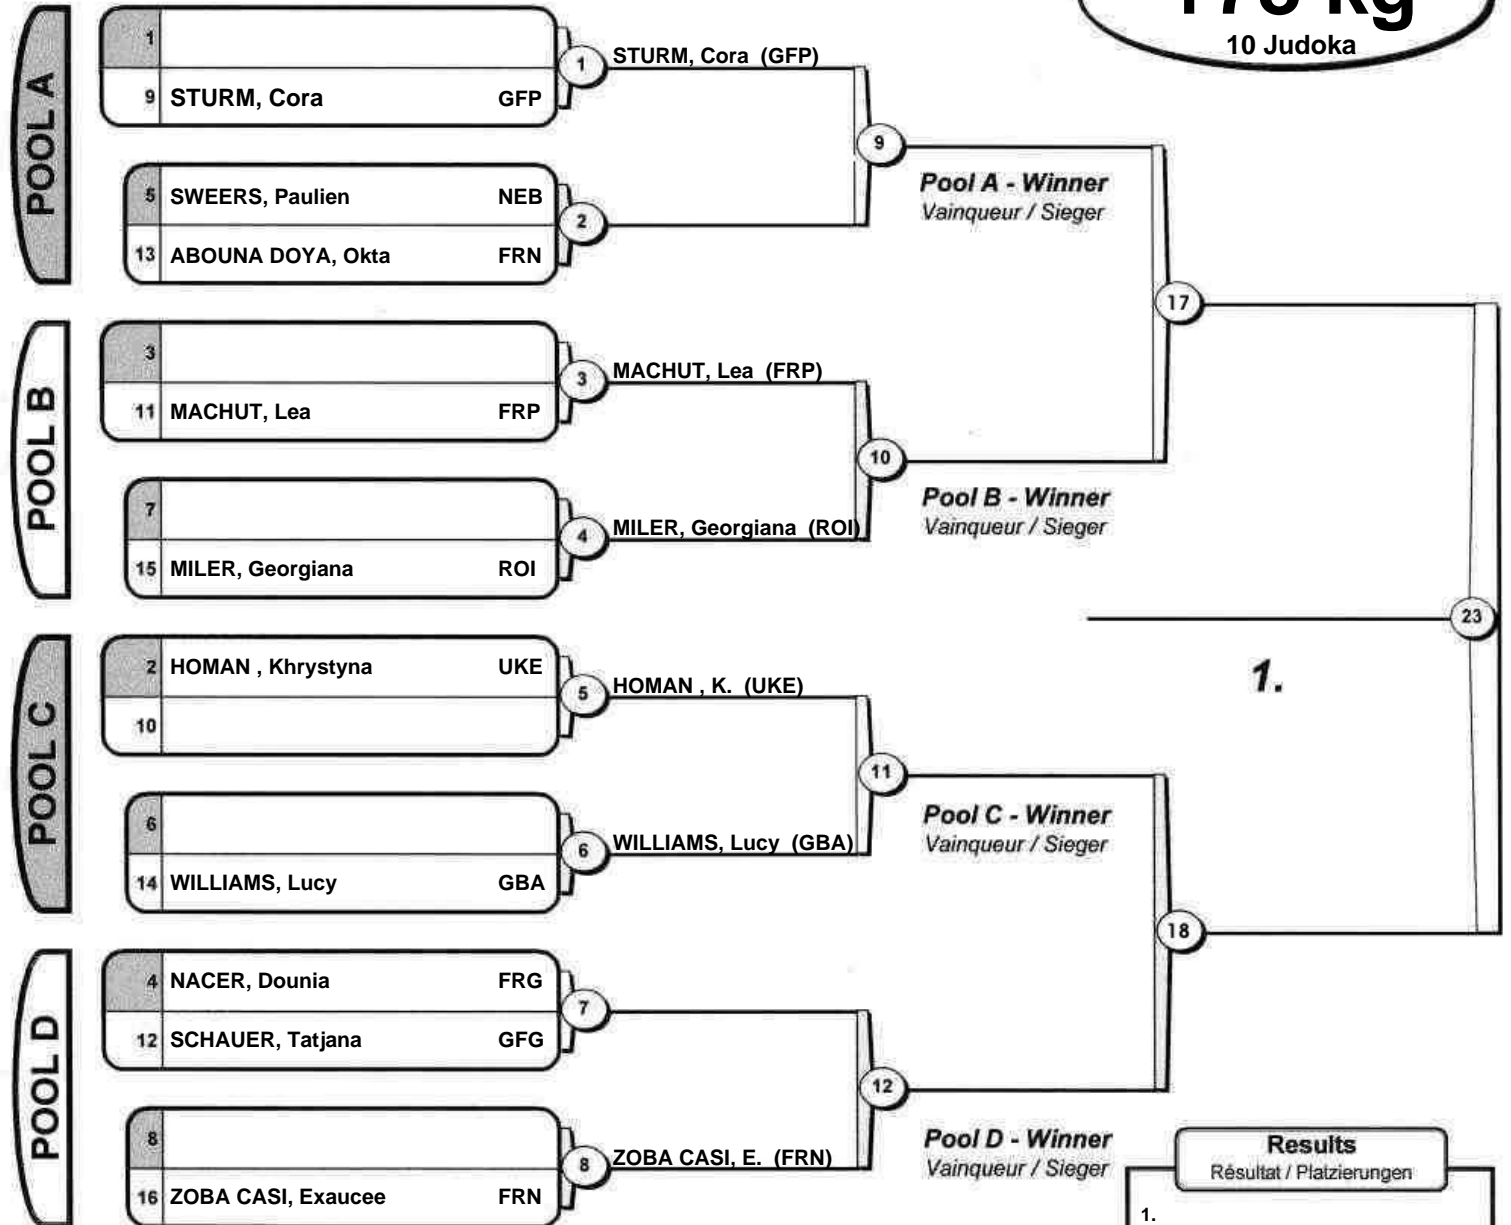 10 Judoka
POOL A
1
9 STURM, Cora GFP
1
STURM, Cora (GFP)
5 SWEERS, Paulien NEB
13 ABOUNA DOYA, Okta FRN
2
9
Pool A - Winner
Vainqueur / Sieger
POOL B
3
11 MACHUT, Lea FRP
3
MACHUT, Lea (FRP)
7
15 MILER, Georgiana ROI
4
MILER, Georgiana (ROI)
10
Pool B - Winner
Vainqueur / Sieger
17
POOL C
2 HOMAN , Khrystyna UKE
10
5
HOMAN , K. (UKE)
6
14 WILLIAMS, Lucy GBA
6
WILLIAMS, Lucy (GBA)
11
Pool C - Winner
Vainqueur / Sieger
POOL D
4 NACER, Dounia FRG
12 SCHAUER, Tatjana GFG
7
8
16 ZOBA CASI, Exaucee FRN
8
ZOBA CASI, E. (FRN)
12
Pool D - Winner
Vainqueur / Sieger
18
23
1.
Results
Résultat / Platzierungen
1.